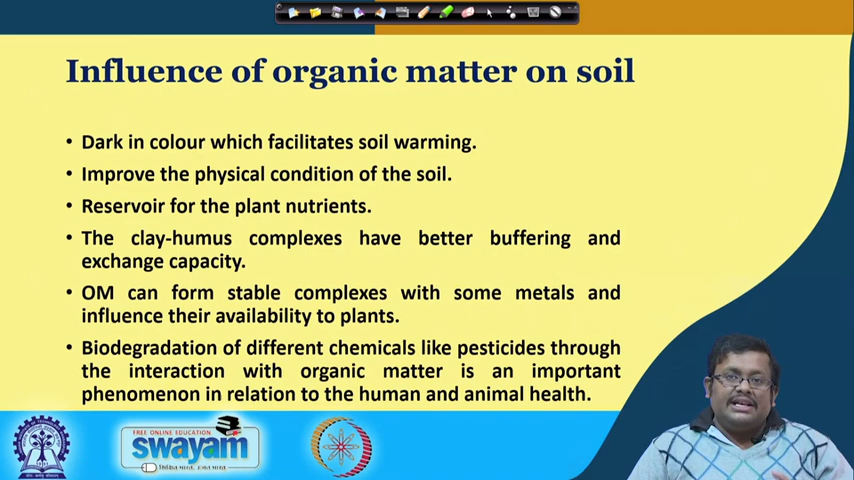 Influence of organic matter on soil
• Dark in colour which facilitates soil warming.
• Improve the physical condition of the soil.
• Reservoir for the plant nutrients.
• The clay-humus complexes have better buffering and
exchange capacity.
• OM can form stable complexes with some metals and
influence their availability to plants.
• Biodegradation of different chemicals like pesticides through
the interaction with organic matter is an important
phenomenon in relation to the human and animal health.
FREE ONLINE EDUCATION
swayam